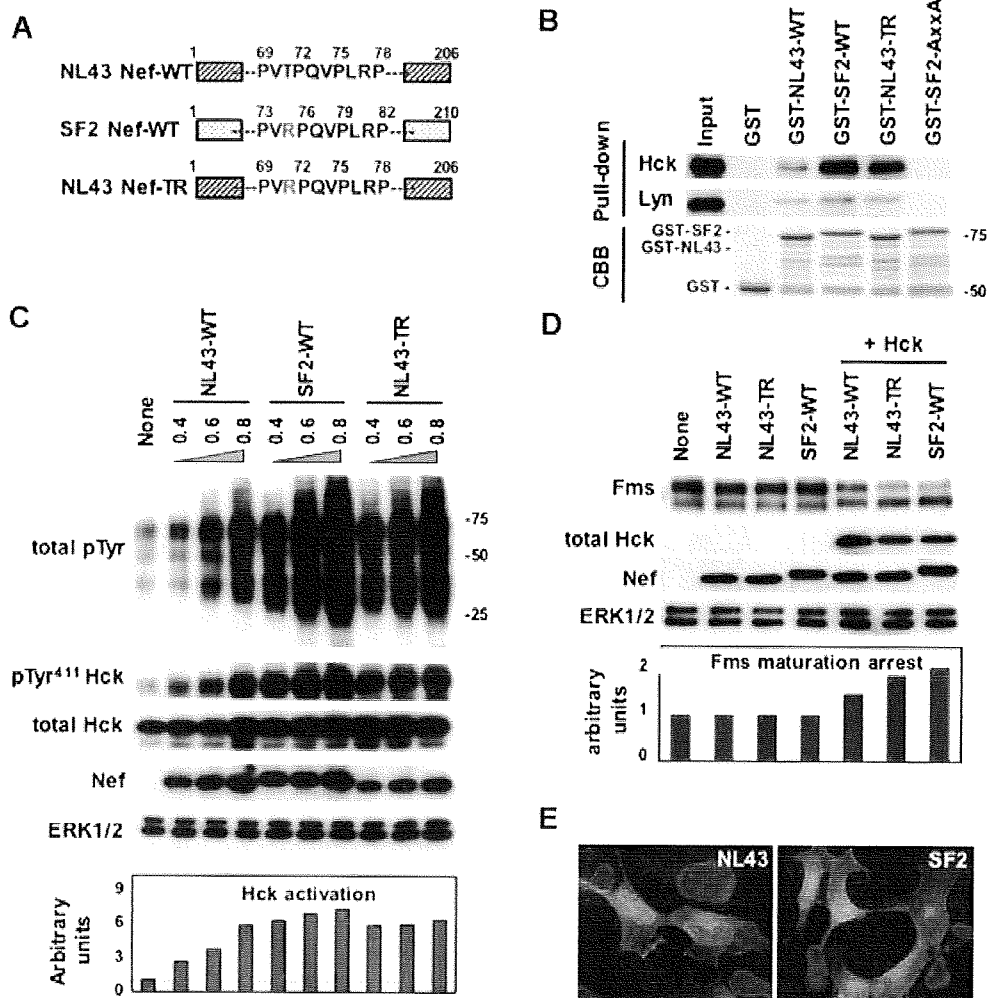 A
1 69 72 75 78 206
NL43 Nef-WT --PVTPQVPLRP---
1 73 76 79 82 210
SF2 Nef-WT --PVRPQVPLRP---
1 69 72 75 78 206
NL43 Nef-TR --PVRPQVPLRP---
B
Input
GST
GST-NL43-WT
GST-SF2-WT
GST-NL43-TR
GST-SF2-AxxA
Pull-down
Hck
Lyn
CBB
GST-SF2 -
GST-NL43-
GST -
-75
-50
C
NL43-WT
SF2-WT
NL43-TR
None
0.4 0.6 0.8 0.4 0.6 0.8 0.4 0.6 0.8
total pTyr
-75
-50
-25
pTyr411 Hck
total Hck
Nef
ERK1/2
Hck activation
Arbitrary units
9
6
3
0
D
+ Hck
None
NL43-WT
NL43-TR
SF2-WT
NL43-WT
NL43-TR
SF2-WT
Fms
total Hck
Nef
ERK1/2
Fms maturation arrest
arbitrary units
2
1
0
E
NL43
SF2